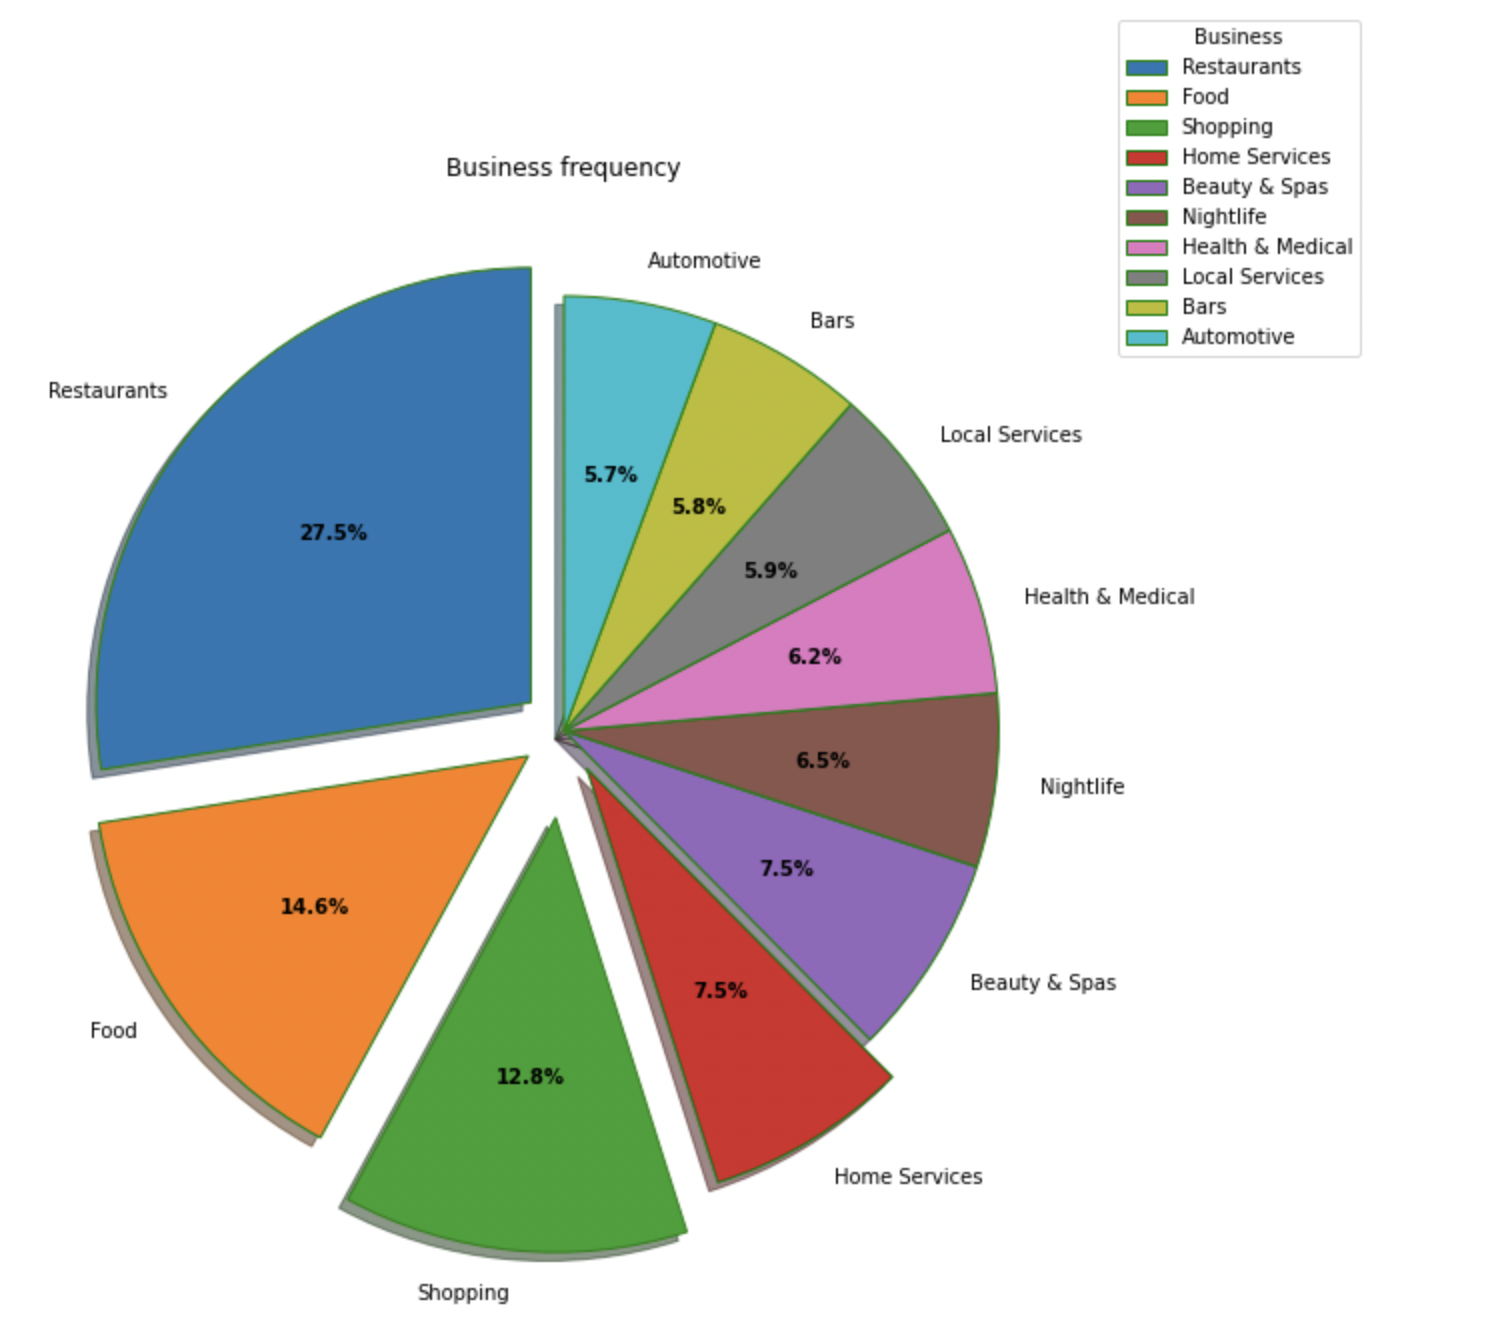 Business
Restaurants
Food
Shopping
Home Services
Beauty & Spas
Nightlife
Health & Medical
Local Services
Bars
Automotive
Business frequency
Automotive
Bars
Restaurants
Local Services
5.7%
5.8%
27.5%
5.9%
Health & Medical
6.2%
6.5%
Nightlife
7.5%
14.6%
Beauty & Spas
7.5%
Food
12.8%
Home Services
Shopping